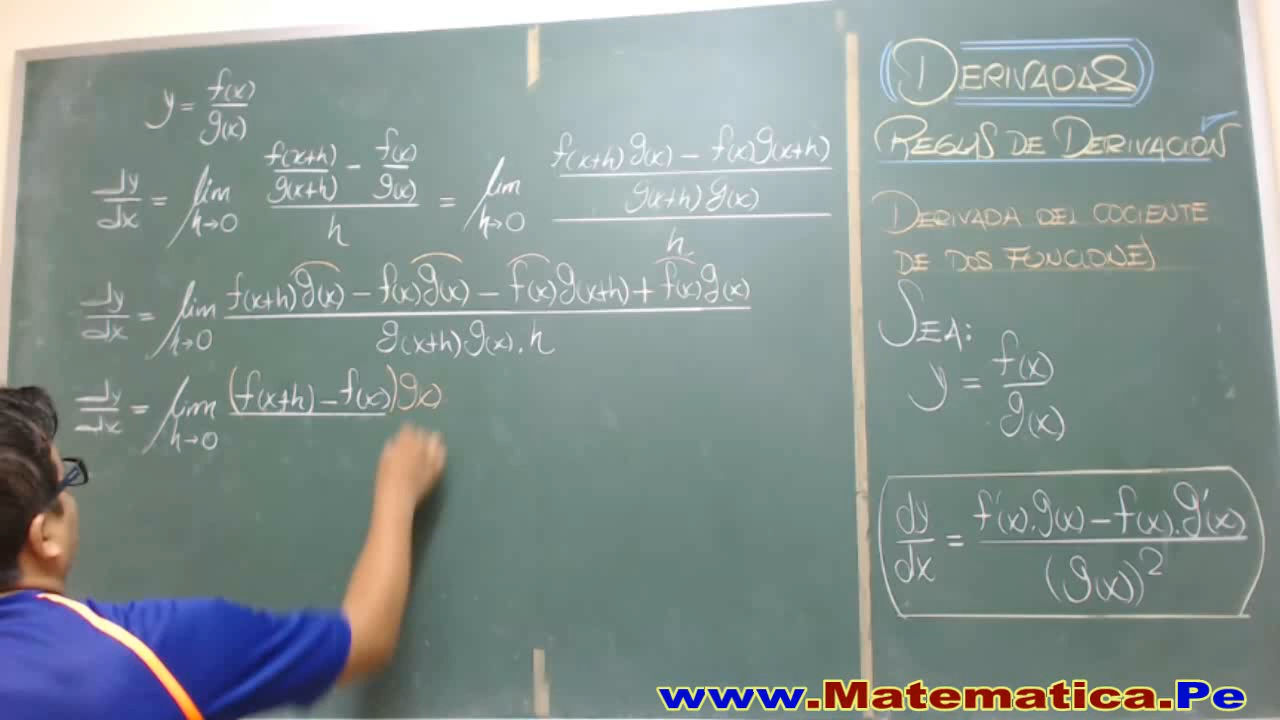 y = f(x)/g(x)
dy/dx = lim h→0 (f(x+h)/g(x+h) - f(x)/g(x))/h = lim h→0 ((f(x+h)g(x) - f(x)g(x+h))/(g(x+h)g(x)))/h
dy/dx = lim h→0 (f(x+h)g(x) - f(x)g(x) - f(x)g(x+h) + f(x)g(x))/(g(x+h).g(x).h)
dy/dx = lim h→0 (f(x+h) - f(x))g(x)
DERIVADAS
REGLAS DE DERIVACIÓN
DERIVADA DEL COCIENTE
DE DOS FUNCIONES
SEA:
y = f(x)/g(x)
dy/dx = (f'(x).g(x) - f(x).g'(x))/(g(x))²
www.Matematica.Pe